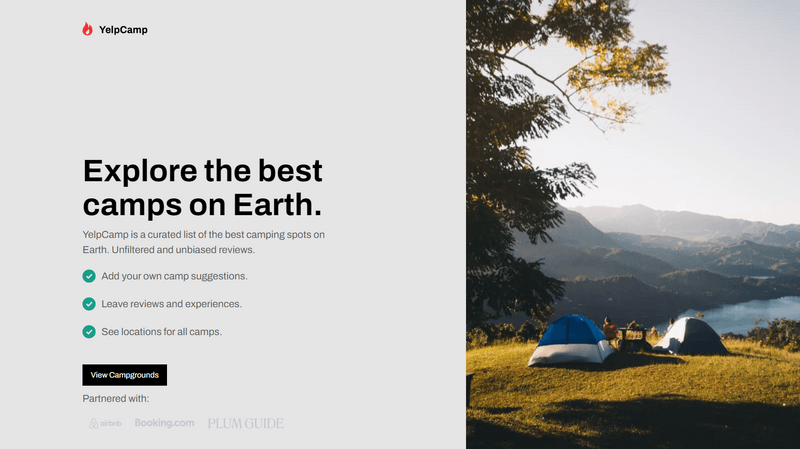 YelpCamp
Explore the best
camps on Earth.
YelpCamp is a curated list of the best camping spots on
Earth. Unfiltered and unbiased reviews.
Add your own camp suggestions.
Leave reviews and experiences.
See locations for all camps.
View Campgrounds
Partnered with:
airbnb Booking.com PLUM GUIDE